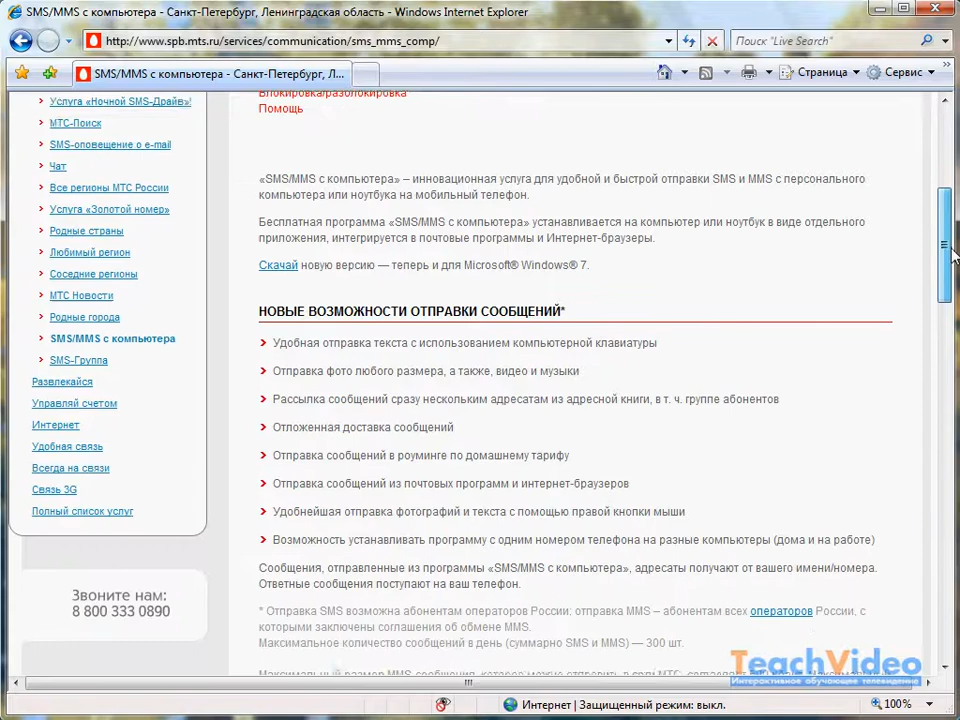 SMS/MMS с компьютера - Санкт-Петербург, Ленинградская область - Windows Internet Explorer
http://www.spb.mts.ru/services/communication/sms_mms_comp/
Поиск "Live Search"
SMS/MMS с компьютера - Санкт-Петербург, Л...
Страница
Сервис
Блокировка/разблокировка
Помощь
Услуга «Ночной SMS-Драйв»!
МТС-Поиск
SMS-оповещение о e-mail
Чат
Все регионы МТС России
Услуга «Золотой номер»
Родные страны
Любимый регион
Соседние регионы
МТС Новости
Родные города
SMS/MMS с компьютера
SMS-Группа
Развлекайся
Управляй счетом
Интернет
Удобная связь
Всегда на связи
Связь 3G
Полный список услуг
Звоните нам:
8 800 333 0890
«SMS/MMS с компьютера» – инновационная услуга для удобной и быстрой отправки SMS и MMS с персонального
компьютера или ноутбука на мобильный телефон.
Бесплатная программа «SMS/MMS с компьютера» устанавливается на компьютер или ноутбук в виде отдельного
приложения, интегрируется в почтовые программы и Интернет-браузеры.
Скачай новую версию — теперь и для Microsoft® Windows® 7.
НОВЫЕ ВОЗМОЖНОСТИ ОТПРАВКИ СООБЩЕНИЙ*
Удобная отправка текста с использованием компьютерной клавиатуры
Отправка фото любого размера, а также, видео и музыки
Рассылка сообщений сразу нескольким адресатам из адресной книги, в т. ч. группе абонентов
Отложенная доставка сообщений
Отправка сообщений в роуминге по домашнему тарифу
Отправка сообщений из почтовых программ и интернет-браузеров
Удобнейшая отправка фотографий и текста с помощью правой кнопки мыши
Возможность устанавливать программу с одним номером телефона на разные компьютеры (дома и на работе)
Сообщения, отправленные из программы «SMS/MMS с компьютера», адресаты получают от вашего имени/номера.
Ответные сообщения поступают на ваш телефон.
* Отправка SMS возможна абонентам операторов России: отправка MMS – абонентам всех операторов России, с
которыми заключены соглашения об обмене MMS.
Максимальное количество сообщений в день (суммарно SMS и MMS) — 300 шт.
TeachVideo
Интерактивное обучающее телевидение
Интернет | Защищенный режим: выкл.
100%